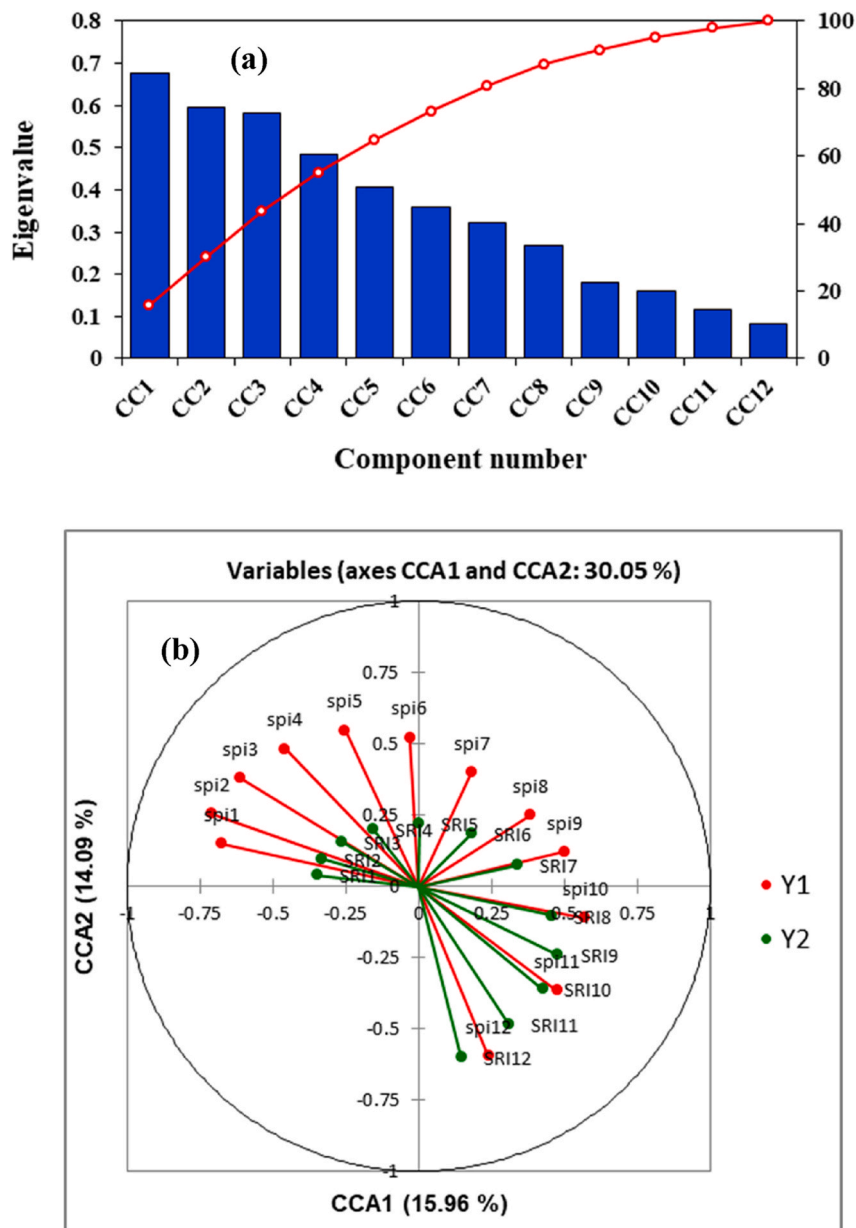 (a)
Eigenvalue
0.8
0.7
0.6
0.5
0.4
0.3
0.2
0.1
0
100
80
60
40
20
0
CC1 CC2 CC3 CC4 CC5 CC6 CC7 CC8 CC9 CC10 CC11 CC12
Component number
Variables (axes CCA1 and CCA2: 30.05 %)
(b)
CCA2 (14.09 %)
1
0.75
0.5
0.25
0
-0.25
-0.5
-0.75
-1
-1 -0.75 -0.5 -0.25 0 0.25 0.5 0.75 1
spi5
spi6
spi4
spi7
spi3
spi8
spi2
spi9
spi1
SRI4 SRI5 SRI6
SRI3
SRI2
SRI7
SRI1
spi10
SRI8
SRI9
spi11
SRI10
SRI11
spi12
SRI12
Y1
Y2
CCA1 (15.96 %)